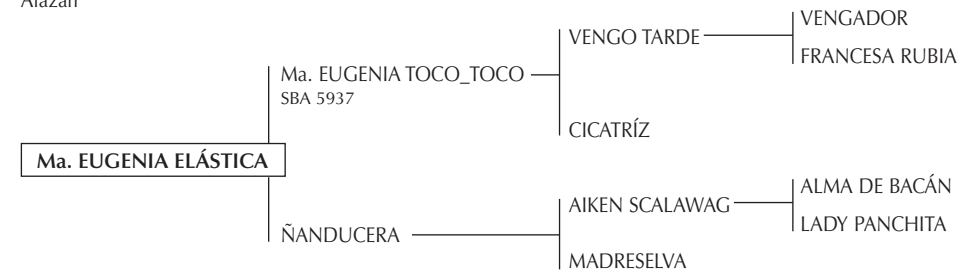 Alazán
VENGADOR
VENGO TARDE
FRANCESA RUBIA
Ma. EUGENIA TOCO_TOCO
SBA 5937
CICATRÍZ
Ma. EUGENIA ELÁSTICA
ALMA DE BACÁN
AIKEN SCALAWAG
LADY PANCHITA
ÑANDUCERA
MADRESELVA